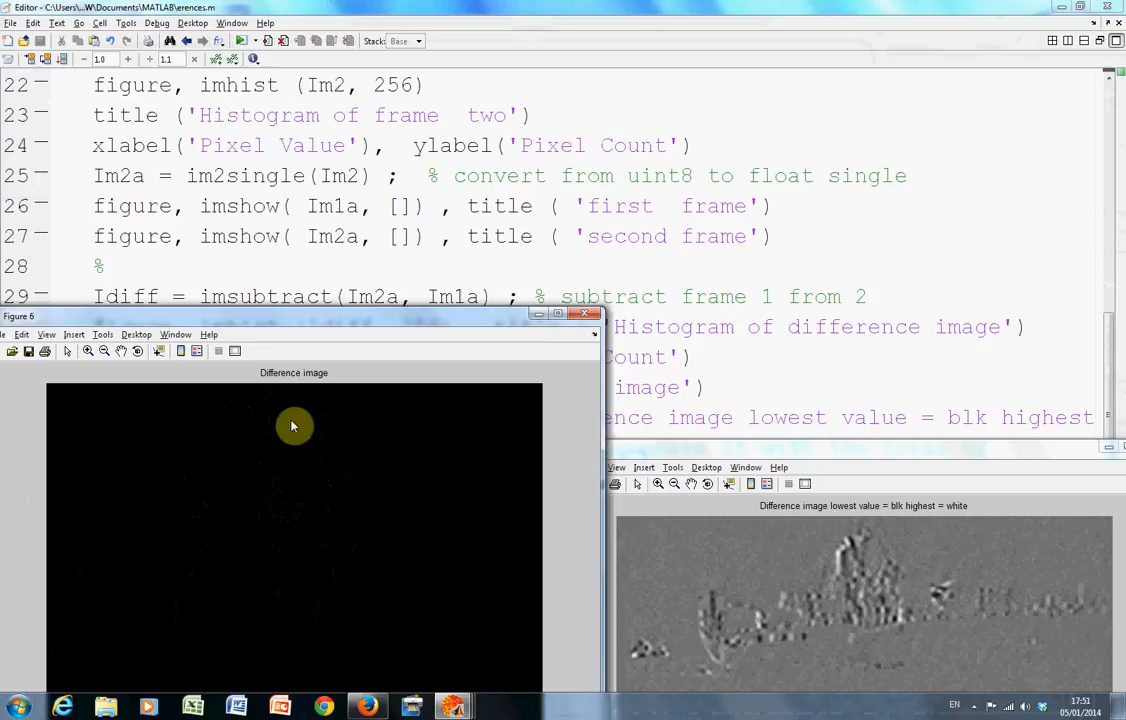 Editor - C:\Users\...W\Documents\MATLAB\erences.m
File Edit Text Go Cell Tools Debug Desktop Window Help
Stack: Base
1.0 1.1
22 figure, imhist (Im2, 256)
23 title ('Histogram of frame  two')
24 xlabel('Pixel Value'),  ylabel('Pixel Count')
25 Im2a = im2single(Im2) ;  % convert from uint8 to float single
26 figure, imshow( Im1a, []) , title ( 'first  frame')
27 figure, imshow( Im2a, []) , title ( 'second frame')
28 %
29 Idiff = imsubtract(Im2a, Im1a) ; % subtract frame 1 from 2
Figure 6
'Histogram of difference image')
le Edit View Insert Tools Desktop Window Help
Count')
Difference image
image')
ence image lowest value = blk highest
View Insert Tools Desktop Window Help
Difference image lowest value = blk highest = white
EN
17:51
05/01/2014